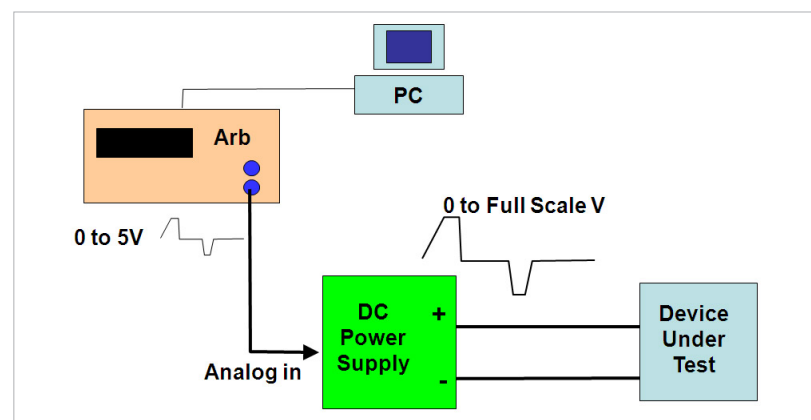 PC
Arb
0 to 5V
0 to Full Scale V
Analog in
DC
Power
Supply
+
-
Device
Under
Test